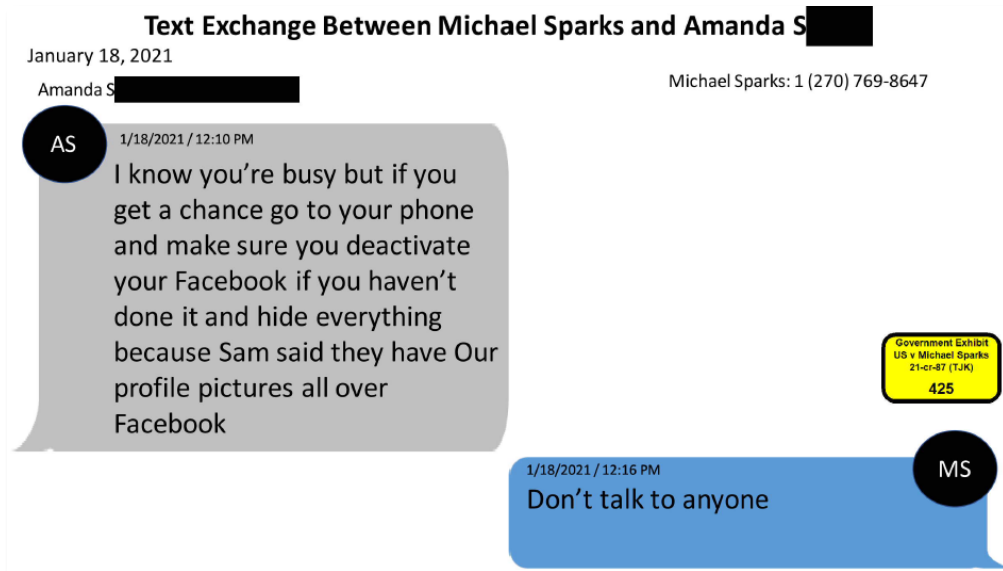 Text Exchange Between Michael Sparks and Amanda S
January 18, 2021
Amanda S
Michael Sparks: 1 (270) 769-8647
AS
1/18/2021 / 12:10 PM
I know you’re busy but if you
get a chance go to your phone
and make sure you deactivate
your Facebook if you haven’t
done it and hide everything
because Sam said they have Our
profile pictures all over
Facebook
Government Exhibit
US v Michael Sparks
21-cr-87 (TJK)
425
MS
1/18/2021 / 12:16 PM
Don’t talk to anyone